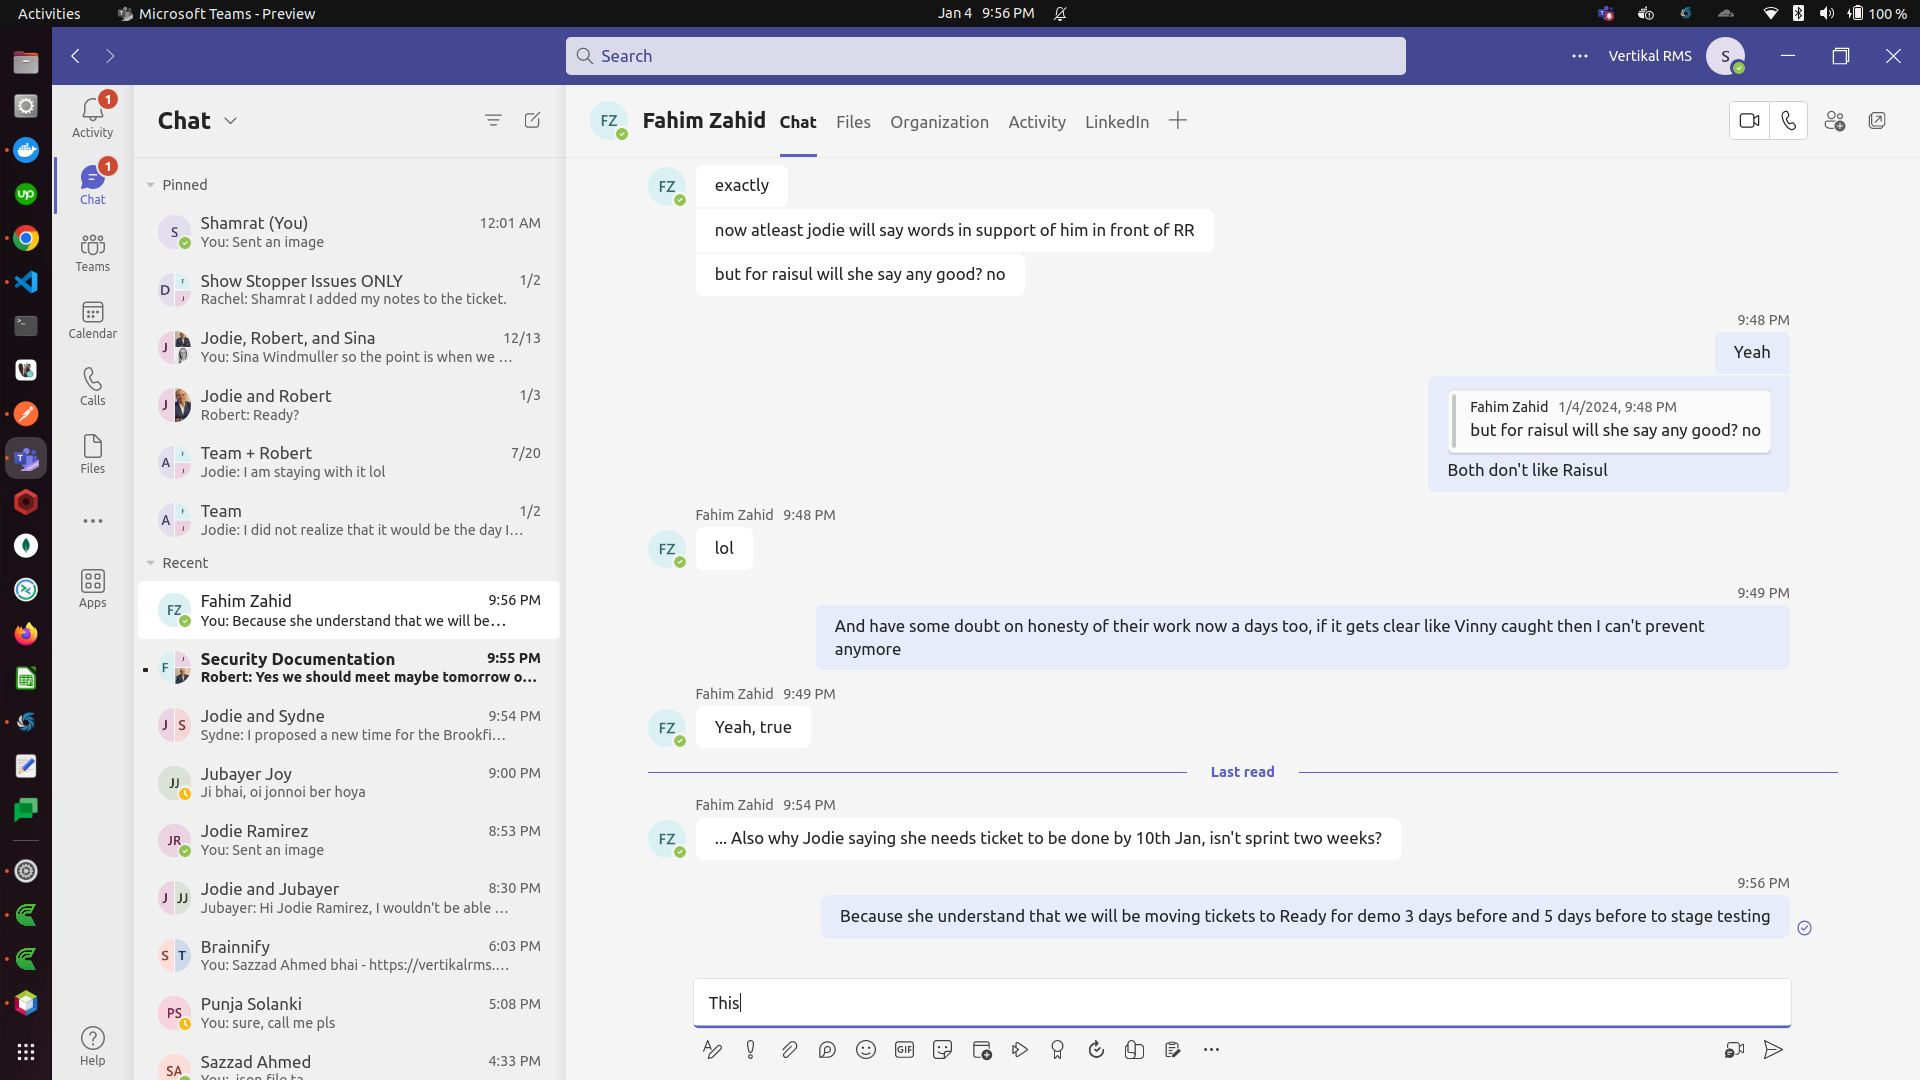 Activities
Microsoft Teams - Preview
Jan 4 9:56 PM
100 %
Search
Vertikal RMS
S
1
Activity
1
Chat
Teams
Calendar
Calls
Files
Apps
Help
Chat
Pinned
S
Shamrat (You)
12:01 AM
You: Sent an image
D F J
Show Stopper Issues ONLY
1/2
Rachel: Shamrat I added my notes to the ticket.
J
Jodie, Robert, and Sina
12/13
You: Sina Windmuller so the point is when we …
J
Jodie and Robert
1/3
Robert: Ready?
A F J
Team + Robert
7/20
Jodie: I am staying with it lol
A F J
Team
1/2
Jodie: I did not realize that it would be the day I…
Recent
FZ
Fahim Zahid
9:56 PM
You: Because she understand that we will be…
F J
Security Documentation
9:55 PM
Robert: Yes we should meet maybe tomorrow o…
J S
Jodie and Sydne
9:54 PM
Sydne: I proposed a new time for the Brookfi…
JJ
Jubayer Joy
9:00 PM
Ji bhai, oi jonnoi ber hoya
JR
Jodie Ramirez
8:53 PM
You: Sent an image
J JJ
Jodie and Jubayer
8:30 PM
Jubayer: Hi Jodie Ramirez, I wouldn't be able …
S T
Brainnify
6:03 PM
You: Sazzad Ahmed bhai - https://vertikalrms.…
PS
Punja Solanki
5:08 PM
You: sure, call me pls
SA
Sazzad Ahmed
4:33 PM
You: .json file ta
FZ
Fahim Zahid
Chat
Files
Organization
Activity
LinkedIn
FZ
exactly
now atleast jodie will say words in support of him in front of RR
but for raisul will she say any good? no
9:48 PM
Yeah
Fahim Zahid 1/4/2024, 9:48 PM
but for raisul will she say any good? no
Both don't like Raisul
Fahim Zahid 9:48 PM
FZ
lol
9:49 PM
And have some doubt on honesty of their work now a days too, if it gets clear like Vinny caught then I can't prevent
anymore
Fahim Zahid 9:49 PM
FZ
Yeah, true
Last read
Fahim Zahid 9:54 PM
FZ
... Also why Jodie saying she needs ticket to be done by 10th Jan, isn't sprint two weeks?
9:56 PM
Because she understand that we will be moving tickets to Ready for demo 3 days before and 5 days before to stage testing
This
GIF